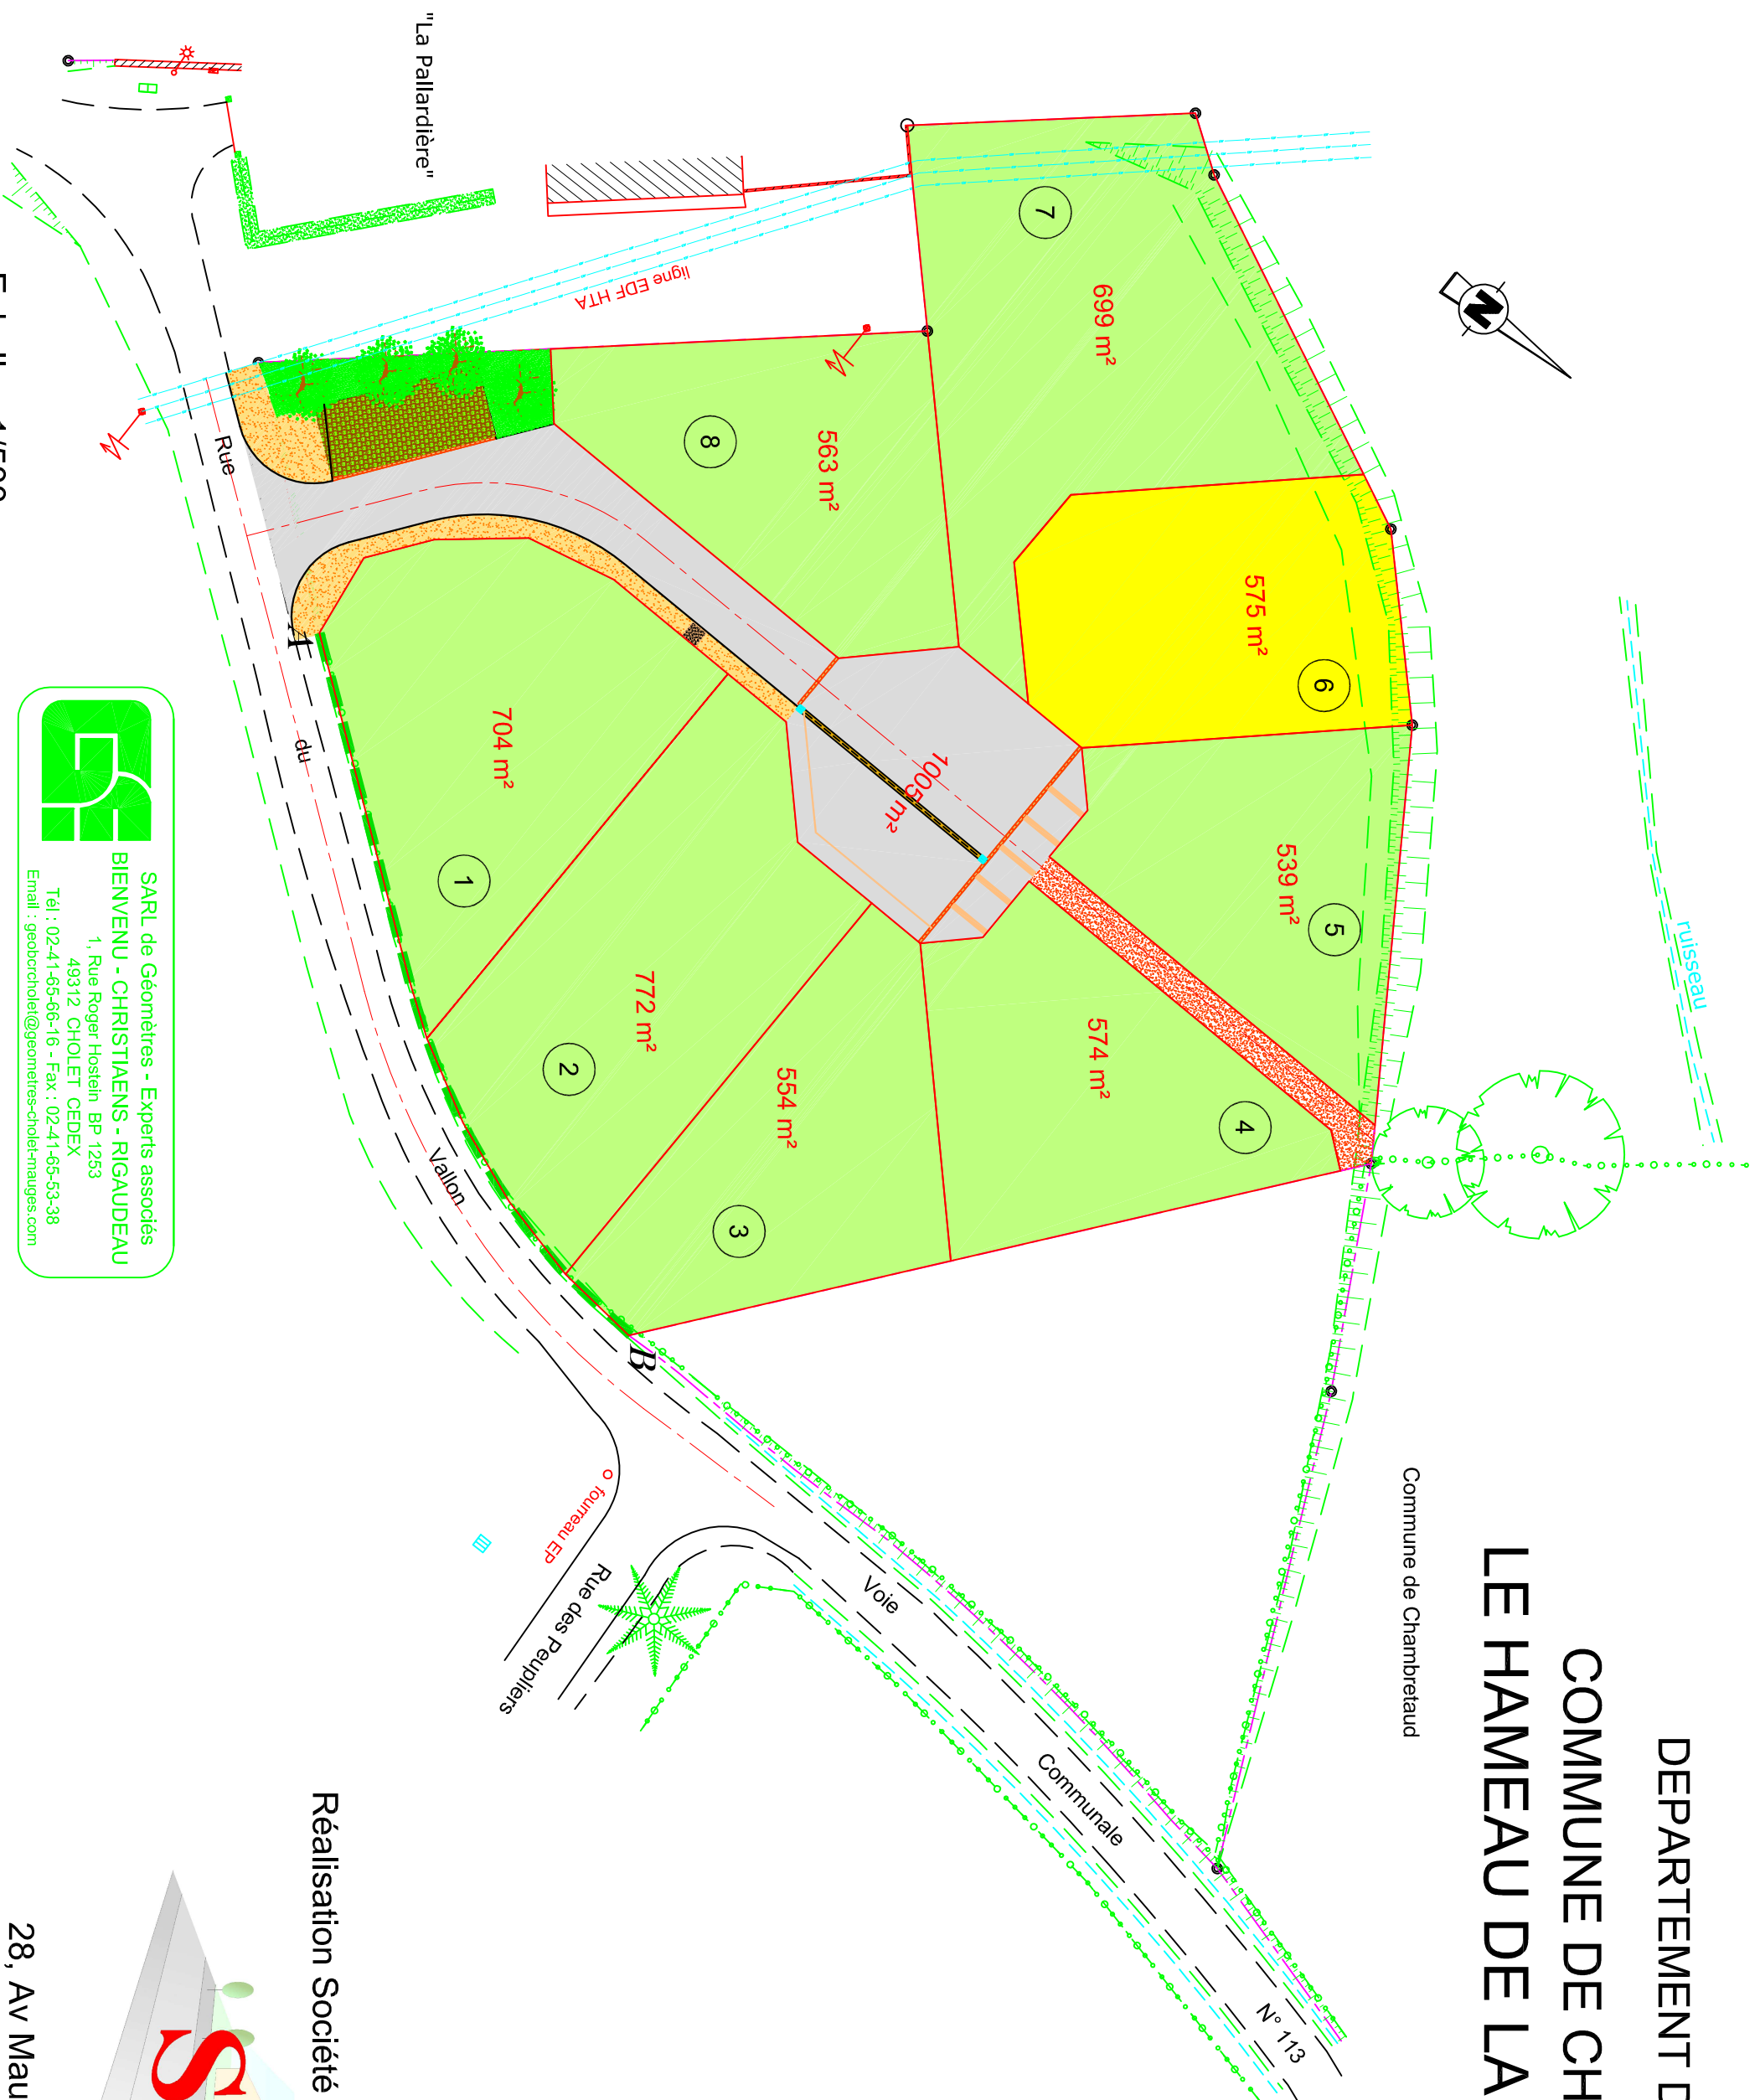 DEPARTEMENT D
COMMUNE DE CH
LE HAMEAU DE LA
Commune de Chambretaud
ruisseau
N
"La Pallardière"
ligne EDF HTA
7
699 m²
6
575 m²
8
563 m²
5
539 m²
4
574 m²
1005 m²
3
554 m²
2
772 m²
1
704 m²
A
B
Rue
du
Vallon
Voie
Communale
N° 113
fourreau EP
Rue des Peupliers
SARL de Géomètres - Experts associés
BIENVENU - CHRISTIAENS - RIGAUDEAU
1, Rue Roger Hostein BP 1253
49312 CHOLET CEDEX
Tél : 02-41-65-66-16 - Fax : 02-41-65-53-38
Email : geobcrcholet@geometres-cholet-mauges.com
Réalisation Société
S
28, Av Mau